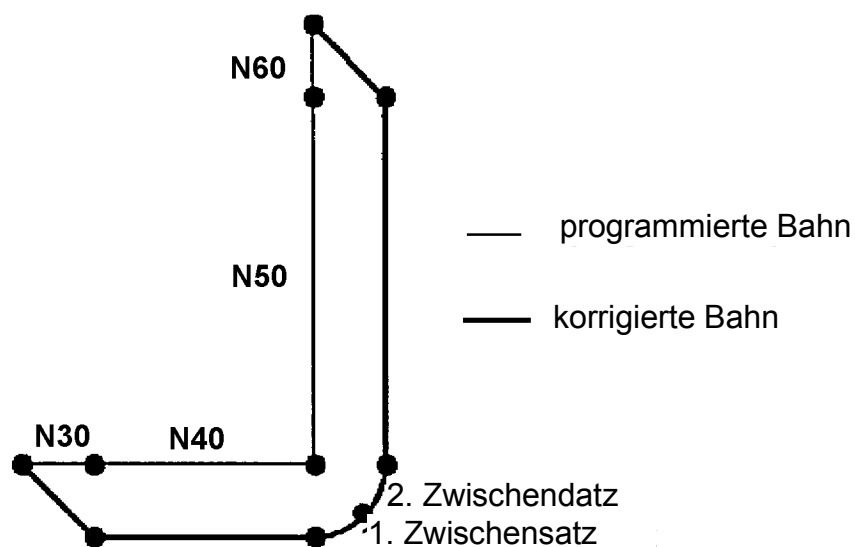 N60
N50
programmierte Bahn
korrigierte Bahn
N30
N40
2. Zwischendatz
1. Zwischensatz